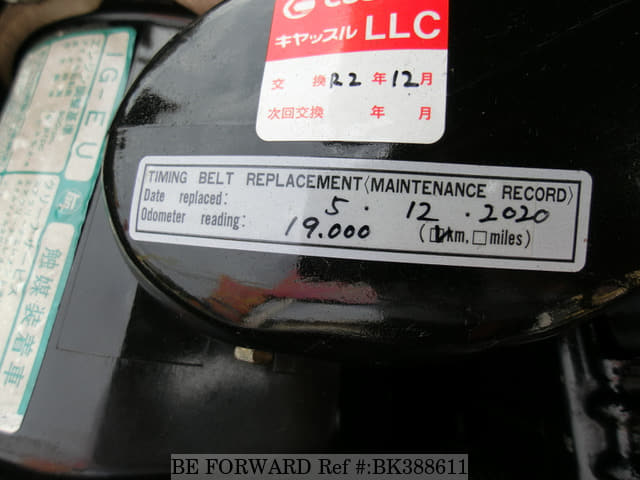 キヤッスル LLC
交 換 R2 年 12 月
次回交換 年 月
TIMING BELT REPLACEMENT〈MAINTENANCE RECORD〉
Date replaced: 5. 12. 2020
Odometer reading: 19.000 (☑km, □miles)
1G-EU
触媒装着車
BE FORWARD Ref #:BK388611